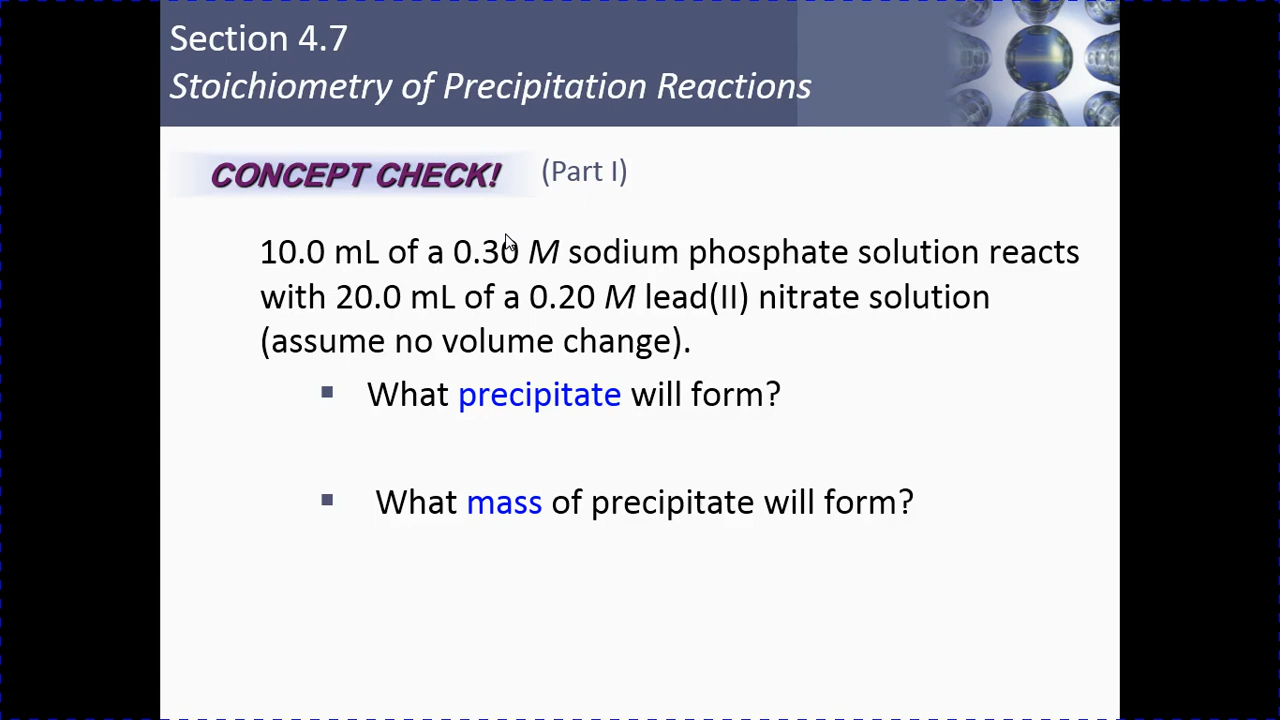 Section 4.7
Stoichiometry of Precipitation Reactions
CONCEPT CHECK! (Part I)
10.0 mL of a 0.30 M sodium phosphate solution reacts
with 20.0 mL of a 0.20 M lead(II) nitrate solution
(assume no volume change).
▪ What precipitate will form?
▪ What mass of precipitate will form?